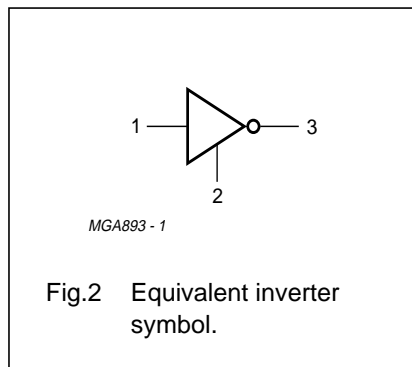 1
3
2
MGA893 - 1
Fig.2 Equivalent inverter
symbol.